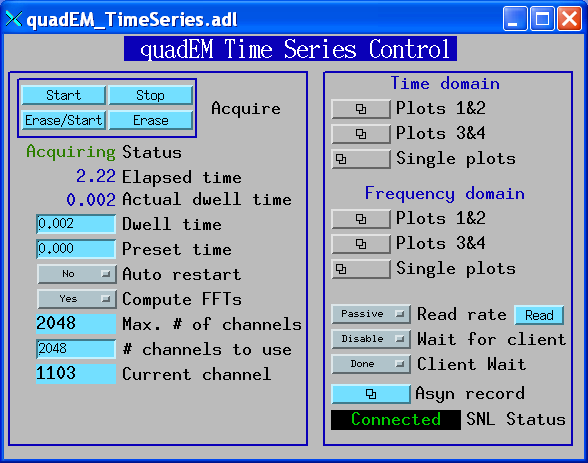 quadEM_TimeSeries.adl
quadEM Time Series Control
Start Stop
Erase/Start Erase
Acquire
Acquiring Status
2.22 Elapsed time
0.002 Actual dwell time
0.002 Dwell time
0.000 Preset time
No Auto restart
Yes Compute FFTs
2048 Max. # of channels
2048 # channels to use
1103 Current channel
Time domain
Plots 1&2
Plots 3&4
Single plots
Frequency domain
Plots 1&2
Plots 3&4
Single plots
Passive Read rate Read
Disable Wait for client
Done Client Wait
Asyn record
Connected SNL Status